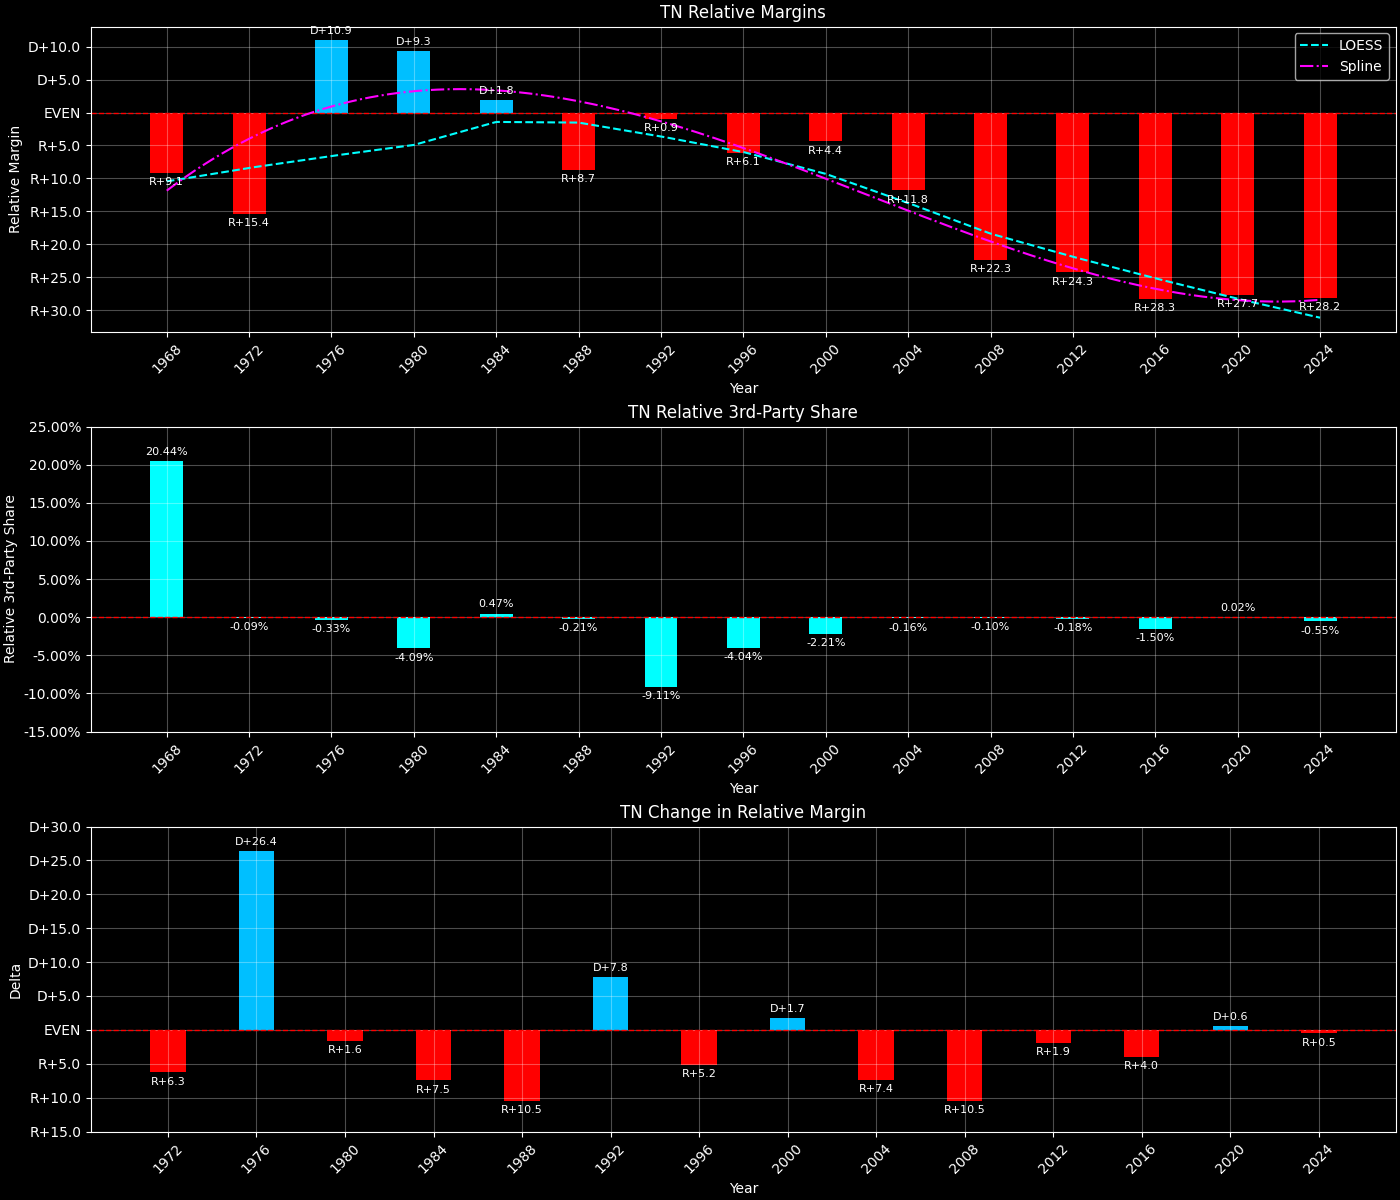 TN Relative Margins
Relative Margin
D+10.0
D+5.0
EVEN
R+5.0
R+10.0
R+15.0
R+20.0
R+25.0
R+30.0
LOESS
Spline
R+9.1
R+15.4
D+10.9
D+9.3
D+1.8
R+8.7
R+0.9
R+6.1
R+4.4
R+11.8
R+22.3
R+24.3
R+28.3
R+27.7
R+28.2
1968 1972 1976 1980 1984 1988 1992 1996 2000 2004 2008 2012 2016 2020 2024
Year
TN Relative 3rd-Party Share
Relative 3rd-Party Share
25.00%
20.00%
15.00%
10.00%
5.00%
0.00%
-5.00%
-10.00%
-15.00%
20.44%
-0.09%
-0.33%
-4.09%
0.47%
-0.21%
-9.11%
-4.04%
-2.21%
-0.16%
-0.10%
-0.18%
-1.50%
0.02%
-0.55%
1968 1972 1976 1980 1984 1988 1992 1996 2000 2004 2008 2012 2016 2020 2024
Year
TN Change in Relative Margin
Delta
D+30.0
D+25.0
D+20.0
D+15.0
D+10.0
D+5.0
EVEN
R+5.0
R+10.0
R+15.0
R+6.3
D+26.4
R+1.6
R+7.5
R+10.5
D+7.8
R+5.2
D+1.7
R+7.4
R+10.5
R+1.9
R+4.0
D+0.6
R+0.5
1972 1976 1980 1984 1988 1992 1996 2000 2004 2008 2012 2016 2020 2024
Year